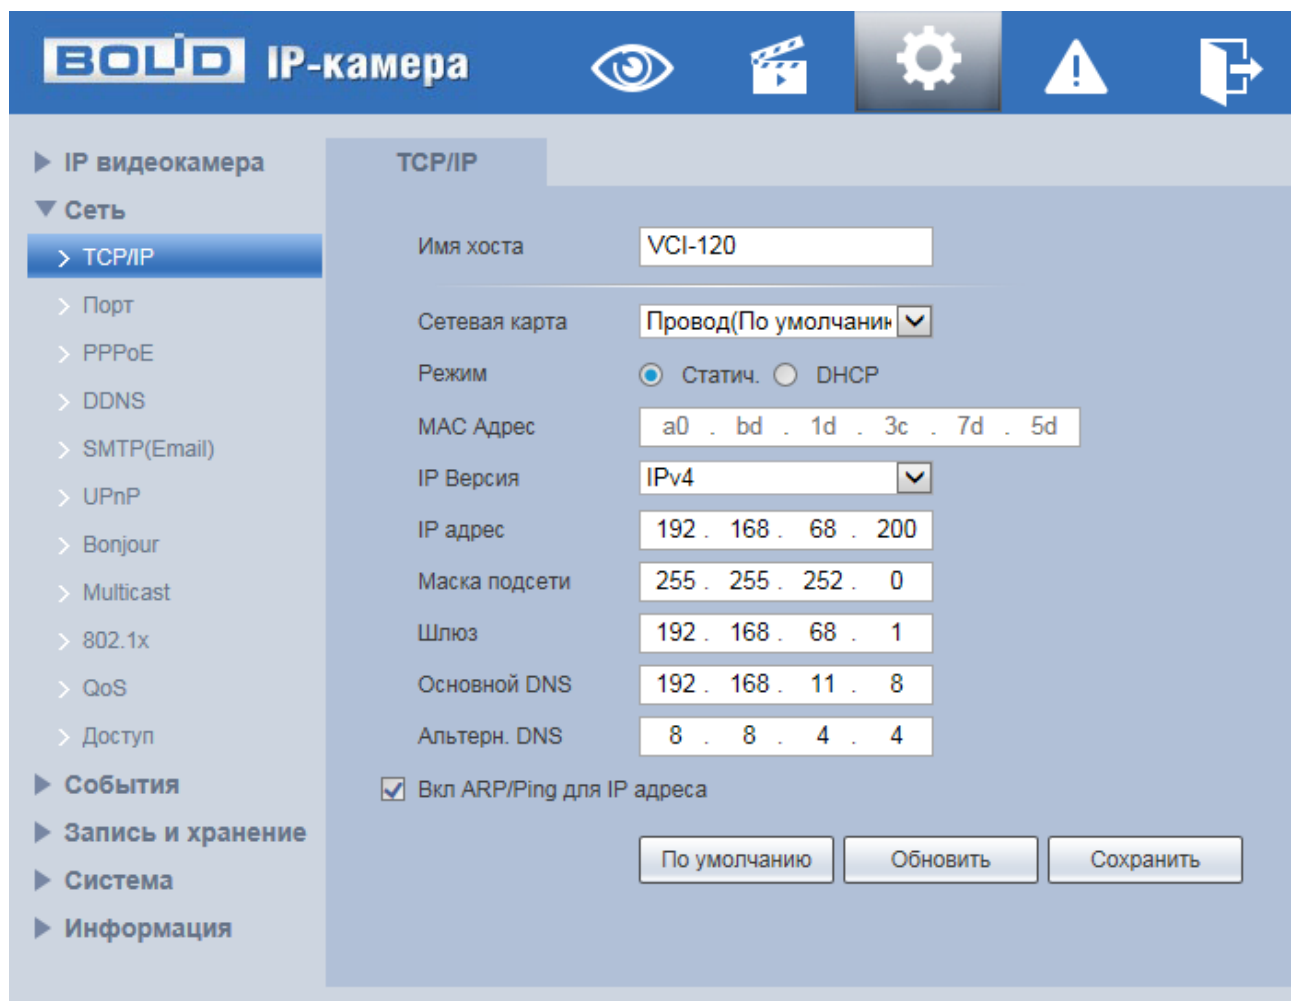 BOLID IP-камера
IP видеокамера
Сеть
TCP/IP
Порт
PPPoE
DDNS
SMTP(Email)
UPnP
Bonjour
Multicast
802.1x
QoS
Доступ
События
Запись и хранение
Система
Информация
TCP/IP
Имя хоста VCI-120
Сетевая карта Провод(По умолчани
Режим Статич. DHCP
MAC Адрес a0 . bd . 1d . 3c . 7d . 5d
IP Версия IPv4
IP адрес 192 . 168 . 68 . 200
Маска подсети 255 . 255 . 252 . 0
Шлюз 192 . 168 . 68 . 1
Основной DNS 192 . 168 . 11 . 8
Альтерн. DNS 8 . 8 . 4 . 4
Вкл ARP/Ping для IP адреса
По умолчанию Обновить Сохранить